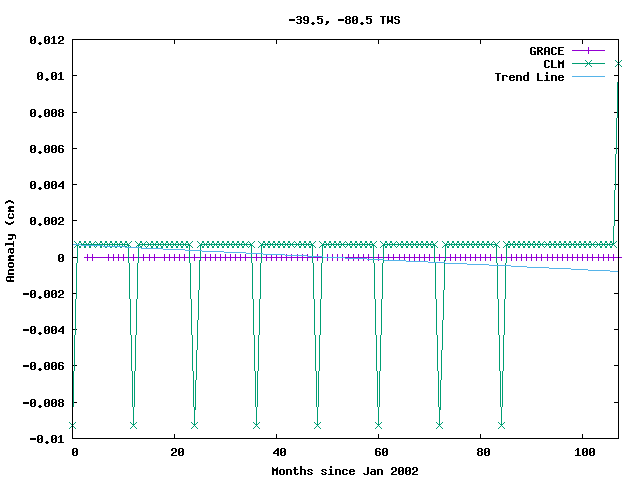 -39.5, -80.5 TWS
GRACE
CLM
Trend Line
0.012
0.01
0.008
0.006
0.004
0.002
0
-0.002
-0.004
-0.006
-0.008
-0.01
Anomaly (cm)
0 20 40 60 80 100
Months since Jan 2002